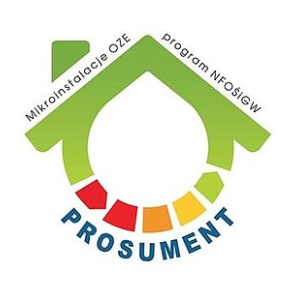 Mikroinstalacje OZE
program NFOŚiGW
PROSUMENT